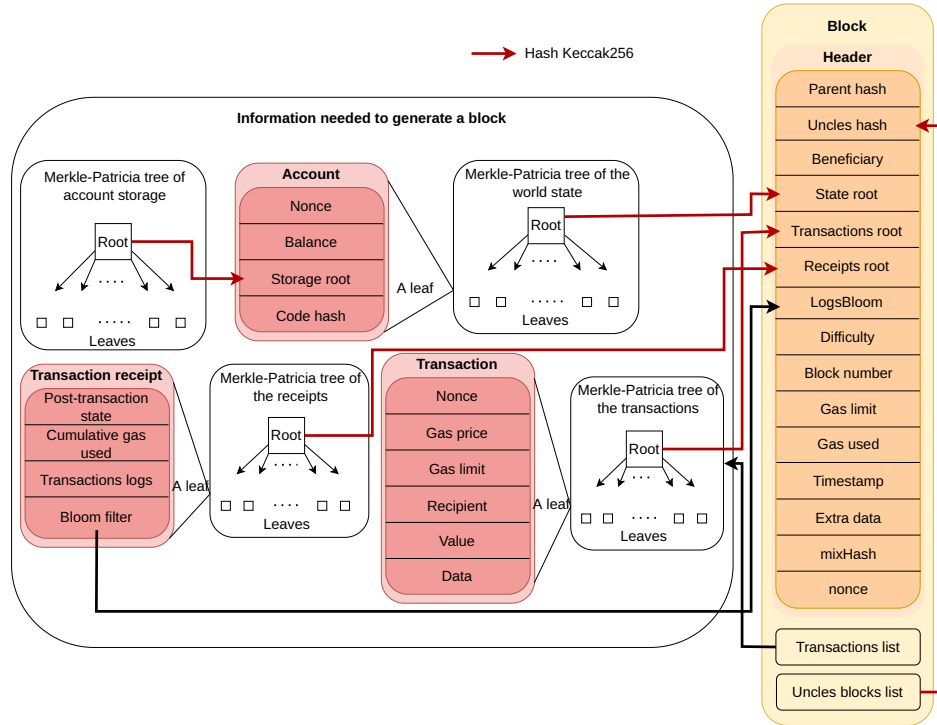 Hash Keccak256
Information needed to generate a block
Merkle-Patricia tree of
account storage
Root
. . . .
. . . . .
Leaves
Account
Nonce
Balance
Storage root
Code hash
A leaf
Merkle-Patricia tree of the
world state
Root
. . . .
. . . . .
Leaves
Transaction receipt
Post-transaction
state
Cumulative gas
used
Transactions logs
Bloom filter
A leaf
Merkle-Patricia tree of
the receipts
Root
. . . .
. . . . .
Leaves
Transaction
Nonce
Gas price
Gas limit
Recipient
Value
Data
A leaf
Merkle-Patricia tree of
the transactions
Root
. . . .
. . . . .
Leaves
Block
Header
Parent hash
Uncles hash
Beneficiary
State root
Transactions root
Receipts root
LogsBloom
Difficulty
Block number
Gas limit
Gas used
Timestamp
Extra data
mixHash
nonce
Transactions list
Uncles blocks list